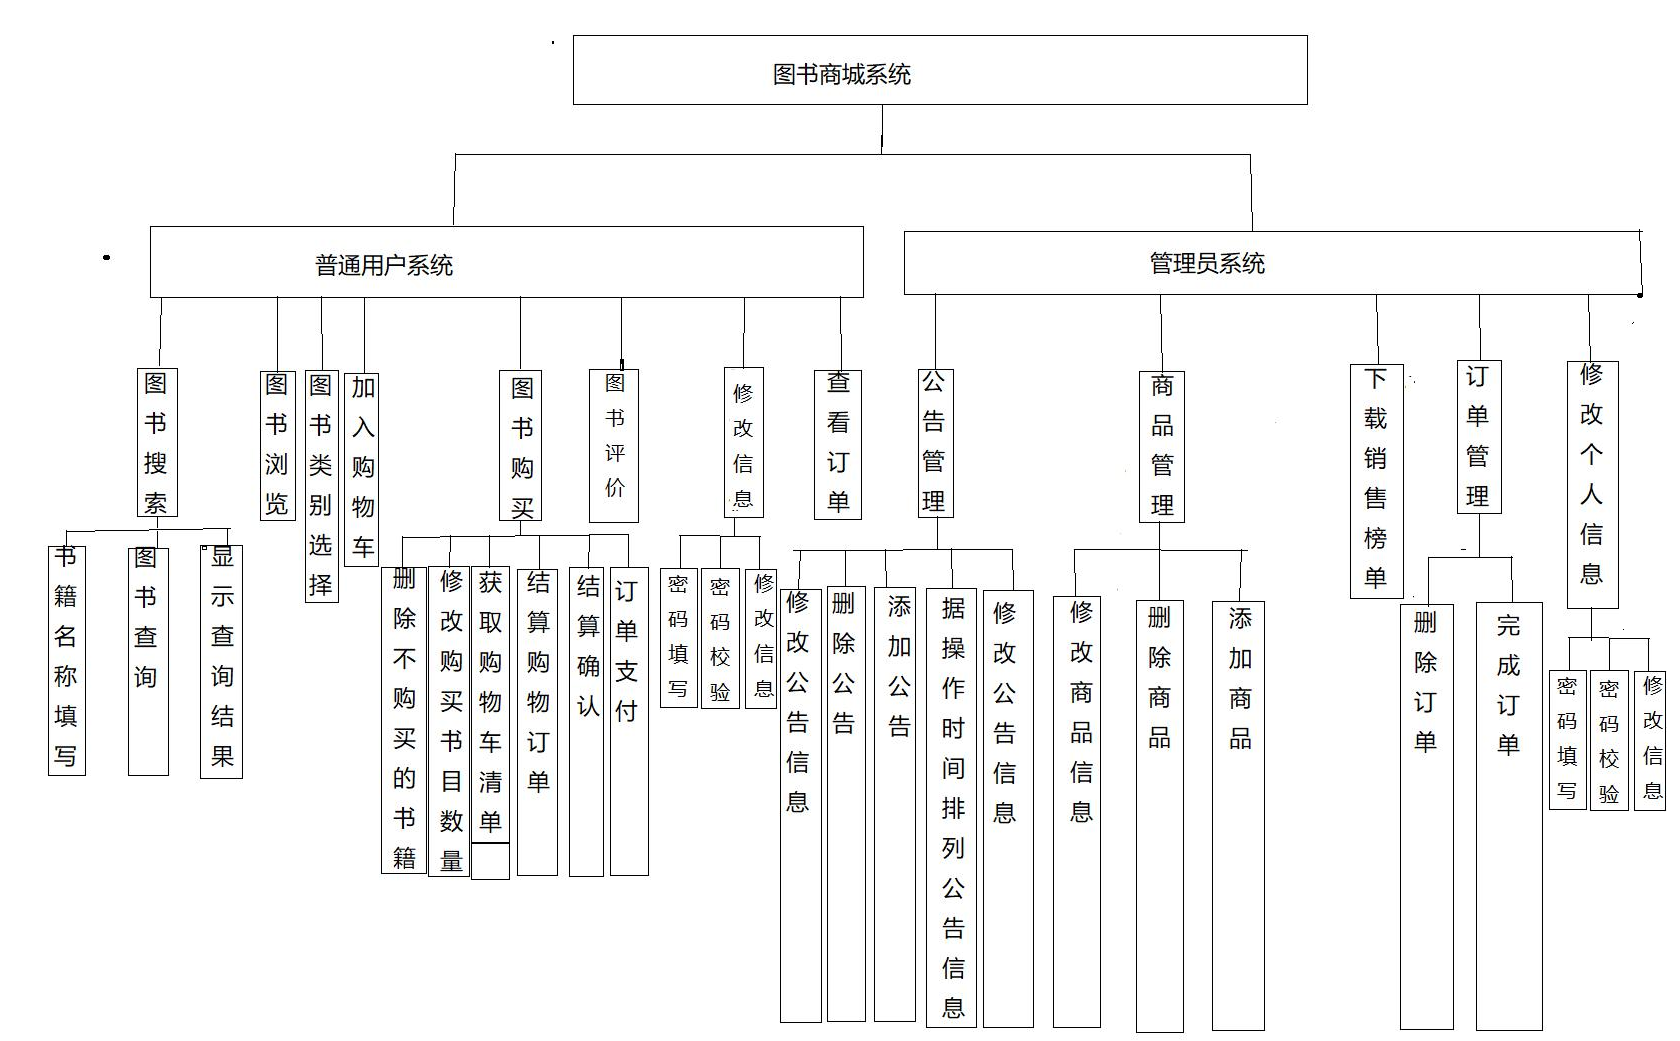 图书商城系统
普通用户系统
管理员系统
图书搜索
图书浏览
图书类别选择
加入购物车
图书购买
图书评价
修改信息
查看订单
公告管理
商品管理
下载销售榜单
订单管理
修改个人信息
书籍名称填写
图书查询
显示查询结果
删除不购买的书籍
修改购买书目数量
获取购物车清单
结算购物订单
结算确认
订单支付
密码填写
密码校验
修改信息
修改公告信息
删除公告
添加公告
据操作时间排列公告信息
修改公告信息
修改商品信息
删除商品
添加商品
删除订单
完成订单
密码填写
密码校验
修改信息